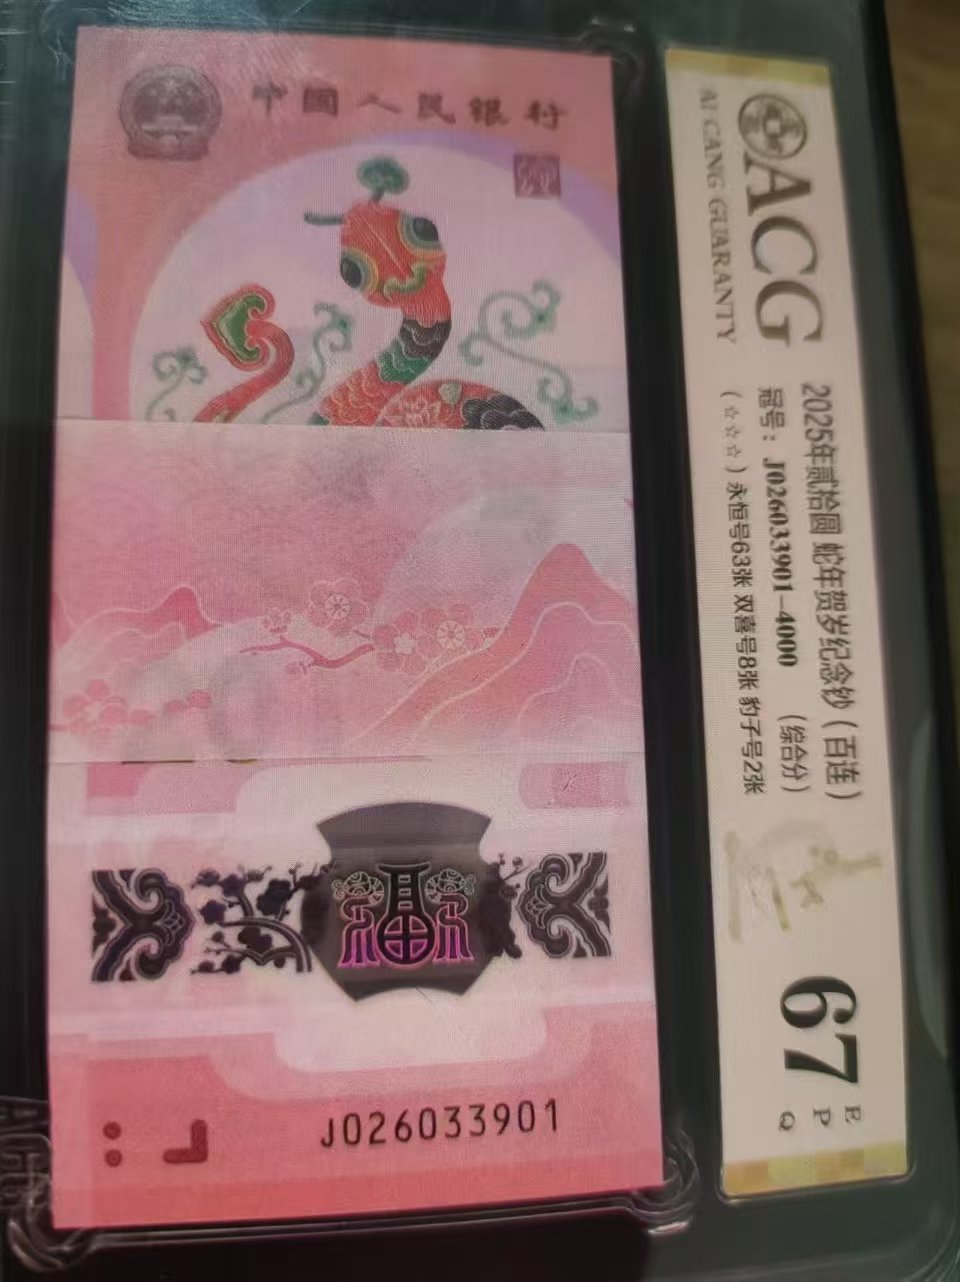 中国人民银行
J026033901
ACG
AI GANG GUARANTY
2025年贰拾圆 蛇年贺岁纪念钞（百连）
冠号：J026033901-4000 （综合分）
（☆☆☆）永恒号63张 双喜号8张 豹子号2张
67
E
P
Q